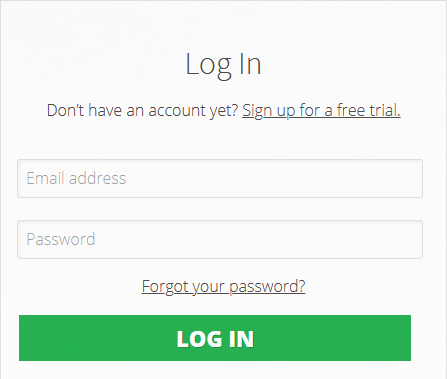 Log In
Don't have an account yet? Sign up for a free trial.
Email address
Password
Forgot your password?
LOG IN